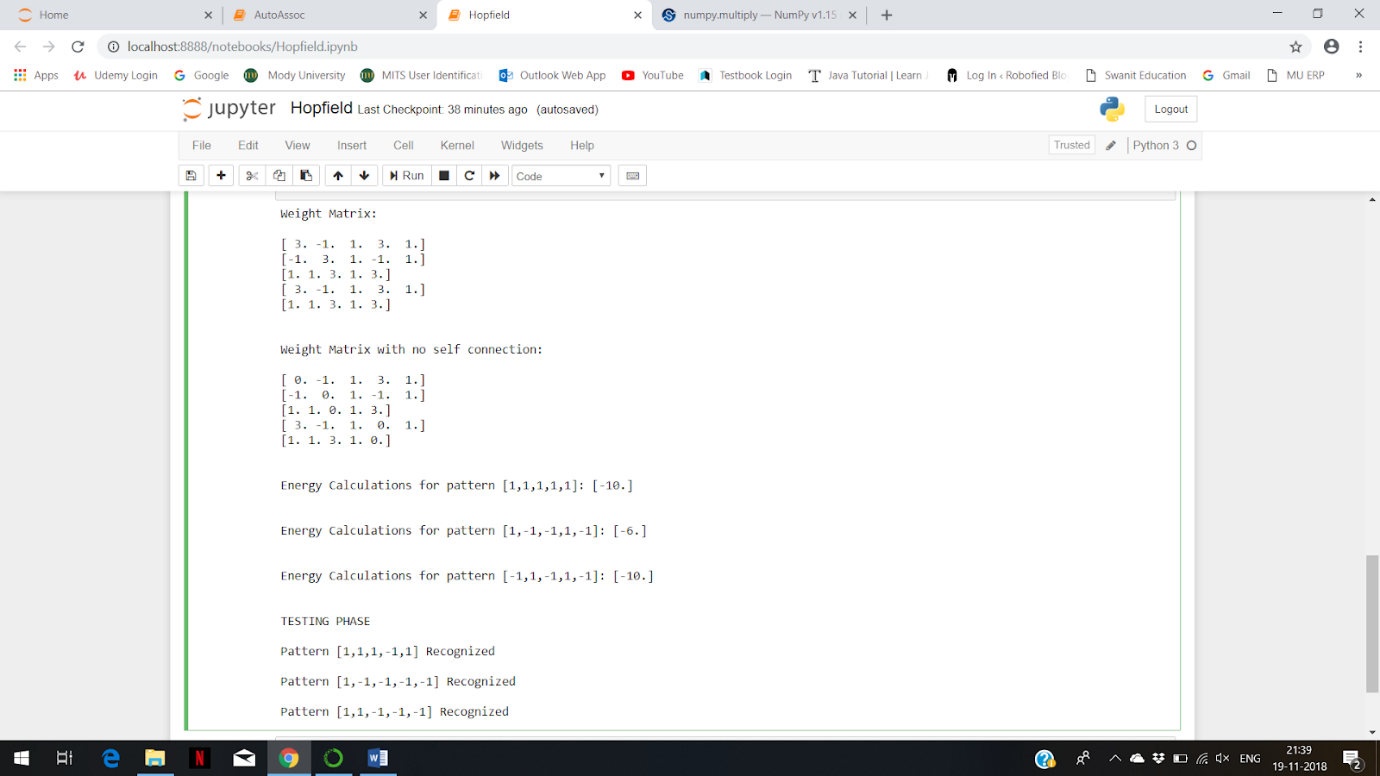 Home
AutoAssoc
Hopfield
numpy.multiply — NumPy v1.15
localhost:8888/notebooks/Hopfield.ipynb
Apps Udemy Login Google Mody University MITS User Identificat Outlook Web App YouTube Testbook Login Java Tutorial | Learn J Log In ‹ Robofied Blo Swanit Education Gmail MU ERP »
jupyter Hopfield Last Checkpoint: 38 minutes ago (autosaved) Logout
File Edit View Insert Cell Kernel Widgets Help Trusted Python 3
Run Code
Weight Matrix:
[ 3. -1. 1. 3. 1.]
[-1. 3. 1. -1. 1.]
[1. 1. 3. 1. 3.]
[ 3. -1. 1. 3. 1.]
[1. 1. 3. 1. 3.]
Weight Matrix with no self connection:
[ 0. -1. 1. 3. 1.]
[-1. 0. 1. -1. 1.]
[1. 1. 0. 1. 3.]
[ 3. -1. 1. 0. 1.]
[1. 1. 3. 1. 0.]
Energy Calculations for pattern [1,1,1,1,1]: [-10.]
Energy Calculations for pattern [1,-1,-1,1,-1]: [-6.]
Energy Calculations for pattern [-1,1,-1,1,-1]: [-10.]
TESTING PHASE
Pattern [1,1,1,-1,1] Recognized
Pattern [1,-1,-1,-1,-1] Recognized
Pattern [1,1,-1,-1,-1] Recognized
ENG
21:39
19-11-2018
2